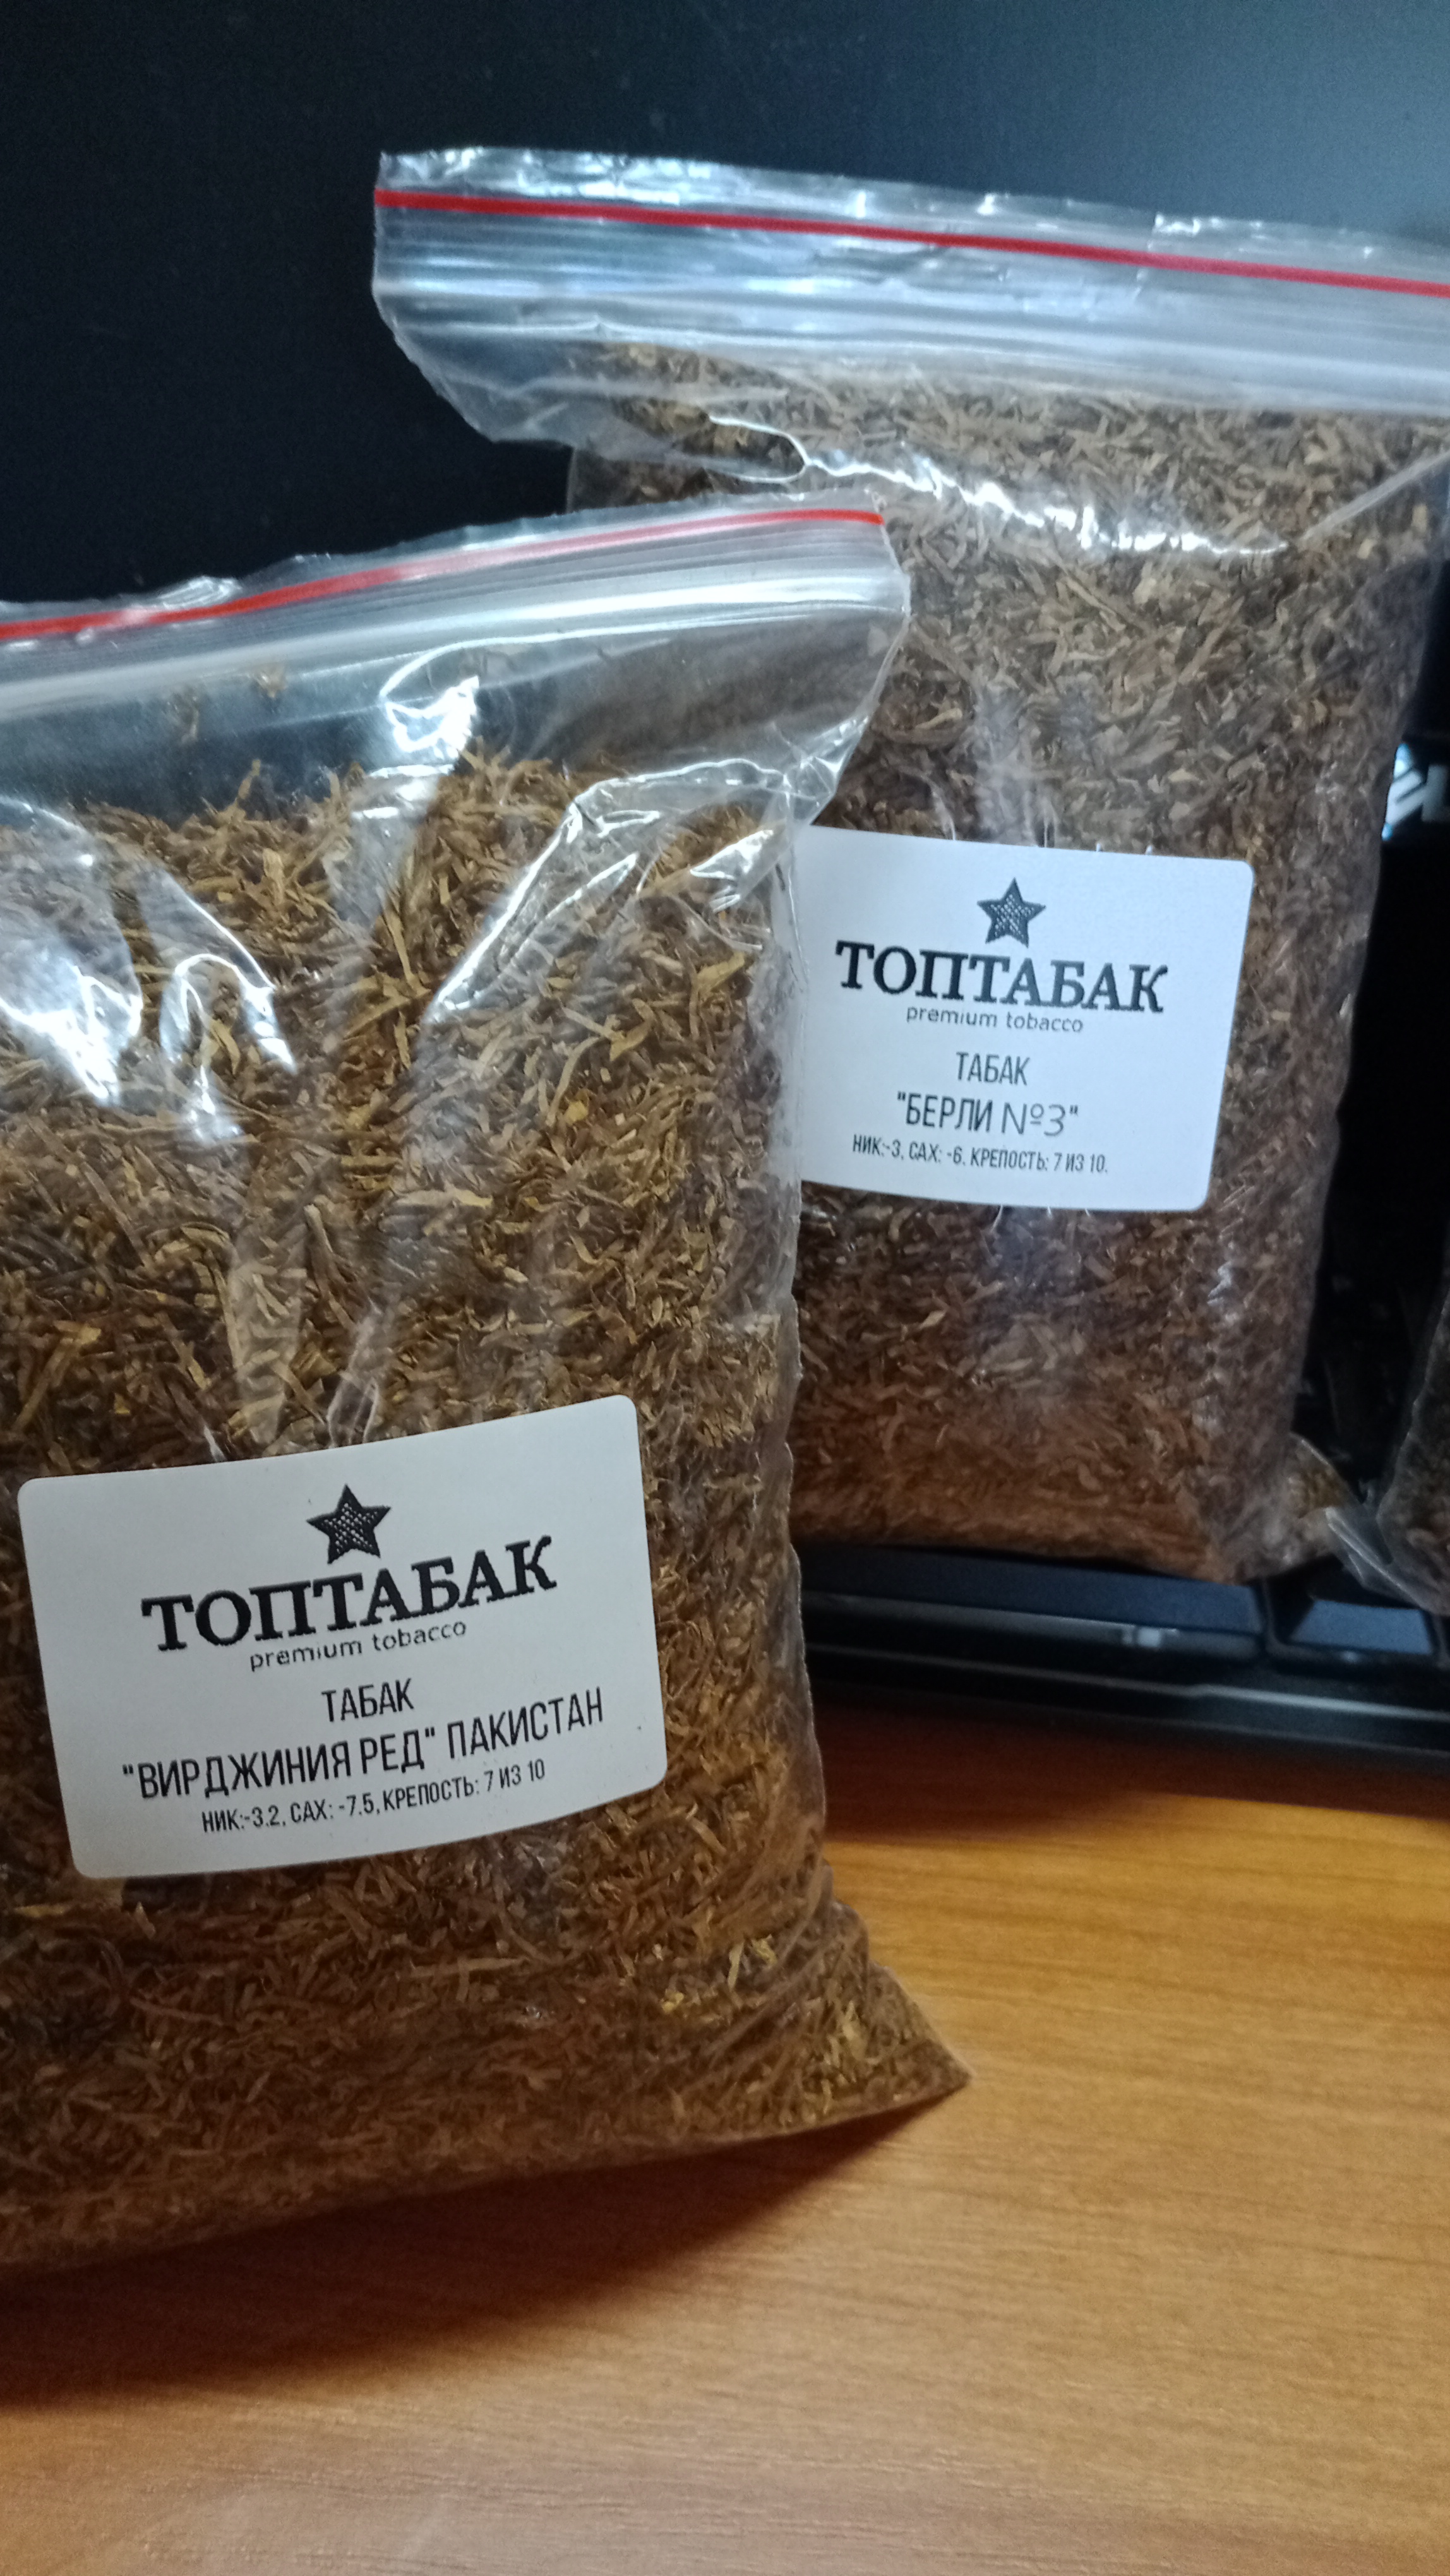 ТОПТАБАК
premium tobacco
ТАБАК
"БЕРЛИ №3"
НИК:-3, САХ: -6. КРЕПОСТЬ: 7 ИЗ 10.
ТОПТАБАК
premium tobacco
ТАБАК
"ВИРДЖИНИЯ РЕД" ПАКИСТАН
НИК:-3.2, САХ: -7.5, КРЕПОСТЬ: 7 ИЗ 10